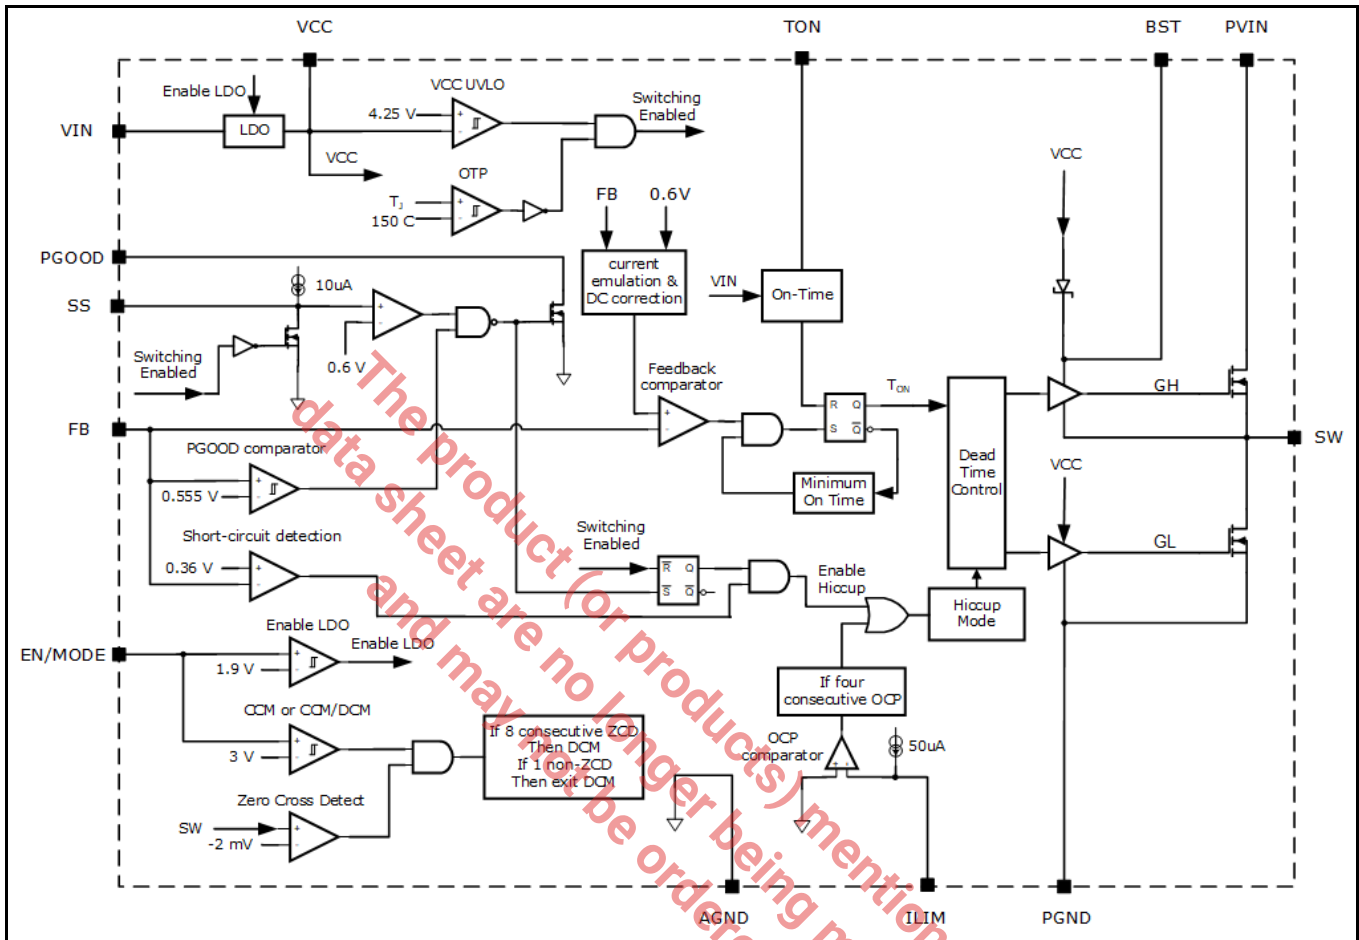 VCC
TON
BST
PVIN
VCC UVLO
Enable LDO
4.25 V
Switching
Enabled
VIN
LDO
VCC
VCC
OTP
TJ
150 C
FB
0.6V
PGOOD
current
emulation &
DC correction
VIN
On-Time
10uA
SS
Switching
Enabled
0.6 V
Feedback
comparator
TON
GH
R Q
S Q
FB
SW
PGOOD comparator
0.555 V
Dead
Time
Control
VCC
Minimum
On Time
Switching
Enabled
Short-circuit detection
0.36 V
GL
R Q
S Q
Enable
Hiccup
Hiccup
Mode
Enable LDO
Enable LDO
EN/MODE
1.9 V
If four
consecutive OCP
CCM or CCM/DCM
3 V
If 8 consecutive ZCD
Then DCM
If 1 non-ZCD
Then exit DCM
OCP
comparator
50uA
Zero Cross Detect
SW
-2 mV
AGND
ILIM
PGND
The product (or products) mention
data sheet are no longer being m
and may not be ordere